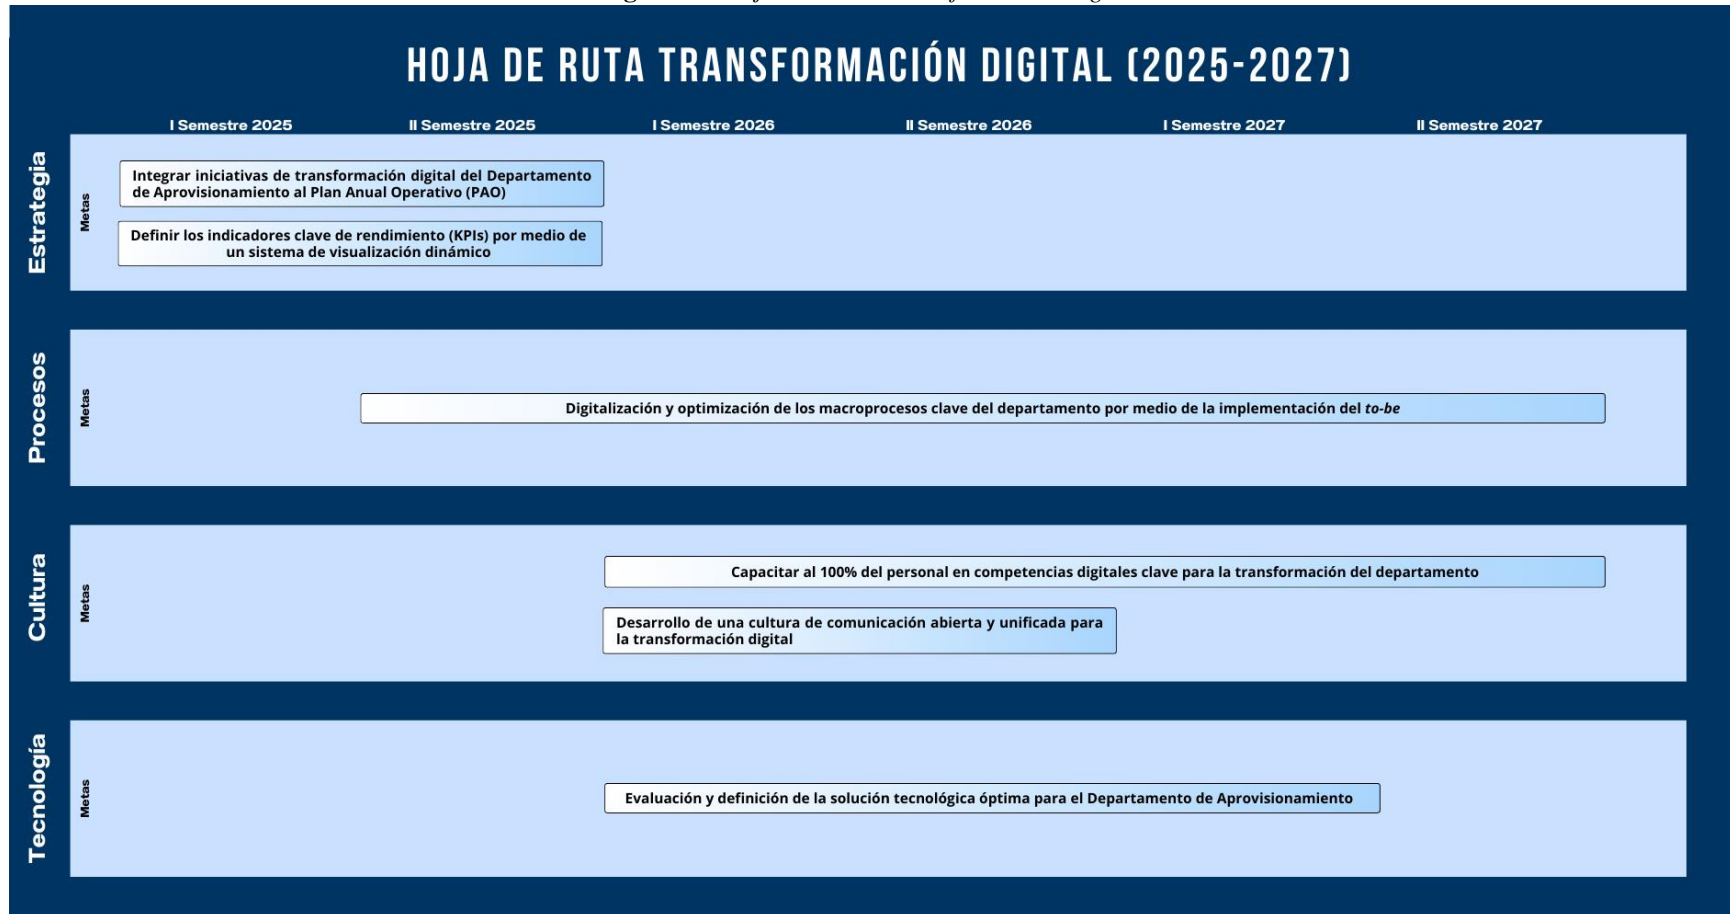 HOJA DE RUTA TRANSFORMACIÓN DIGITAL (2025-2027)
I Semestre 2025
II Semestre 2025
I Semestre 2026
II Semestre 2026
I Semestre 2027
II Semestre 2027
Estrategia
Metas
Integrar iniciativas de transformación digital del Departamento
de Aprovisionamiento al Plan Anual Operativo (PAO)
Definir los indicadores clave de rendimiento (KPIs) por medio de
un sistema de visualización dinámico
Procesos
Metas
Digitalización y optimización de los macroprocesos clave del departamento por medio de la implementación del to-be
Cultura
Metas
Capacitar al 100% del personal en competencias digitales clave para la transformación del departamento
Desarrollo de una cultura de comunicación abierta y unificada para
la transformación digital
Tecnología
Metas
Evaluación y definición de la solución tecnológica óptima para el Departamento de Aprovisionamiento